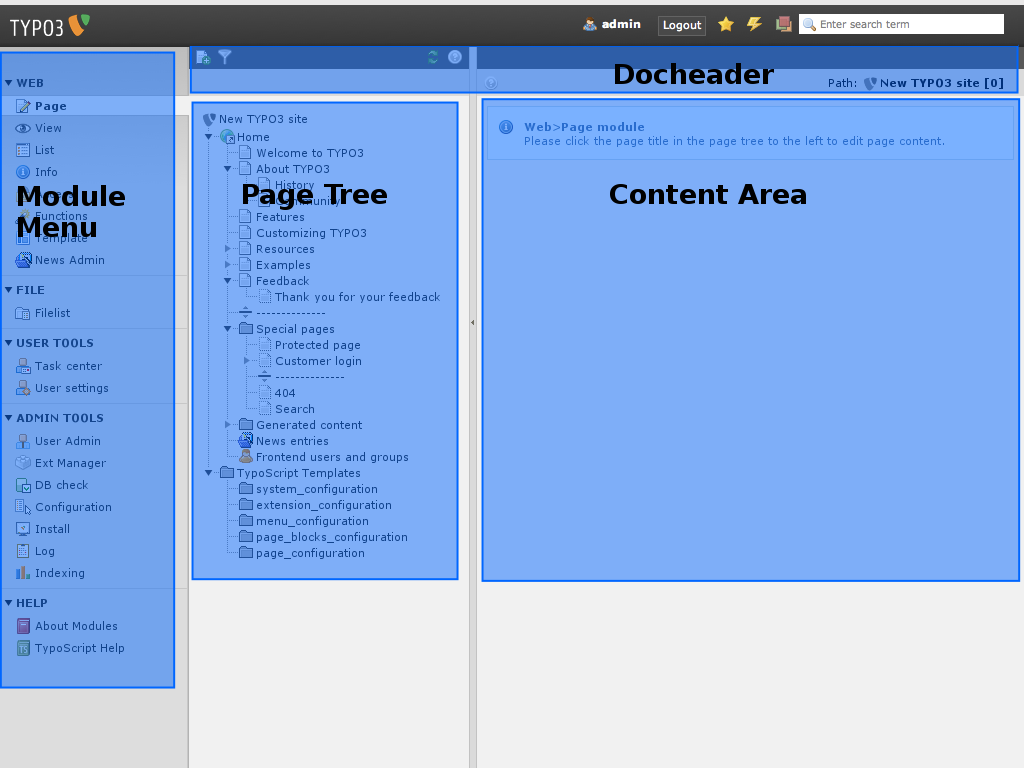 TYPO3
admin
Logout
Enter search term
Docheader
Path: New TYPO3 site [0]
WEB
Page
View
List
Info
Module
Functions
Menu
Template
News Admin
FILE
Filelist
USER TOOLS
Task center
User settings
ADMIN TOOLS
User Admin
Ext Manager
DB check
Configuration
Install
Log
Indexing
HELP
About Modules
TypoScript Help
New TYPO3 site
Home
Welcome to TYPO3
About TYPO3
History
Page Tree
Community
Features
Customizing TYPO3
Resources
Examples
Feedback
Thank you for your feedback
--------------
Special pages
Protected page
Customer login
--------------
404
Search
Generated content
News entries
Frontend users and groups
TypoScript Templates
system_configuration
extension_configuration
menu_configuration
page_blocks_configuration
page_configuration
Web>Page module
Please click the page title in the page tree to the left to edit page content.
Content Area